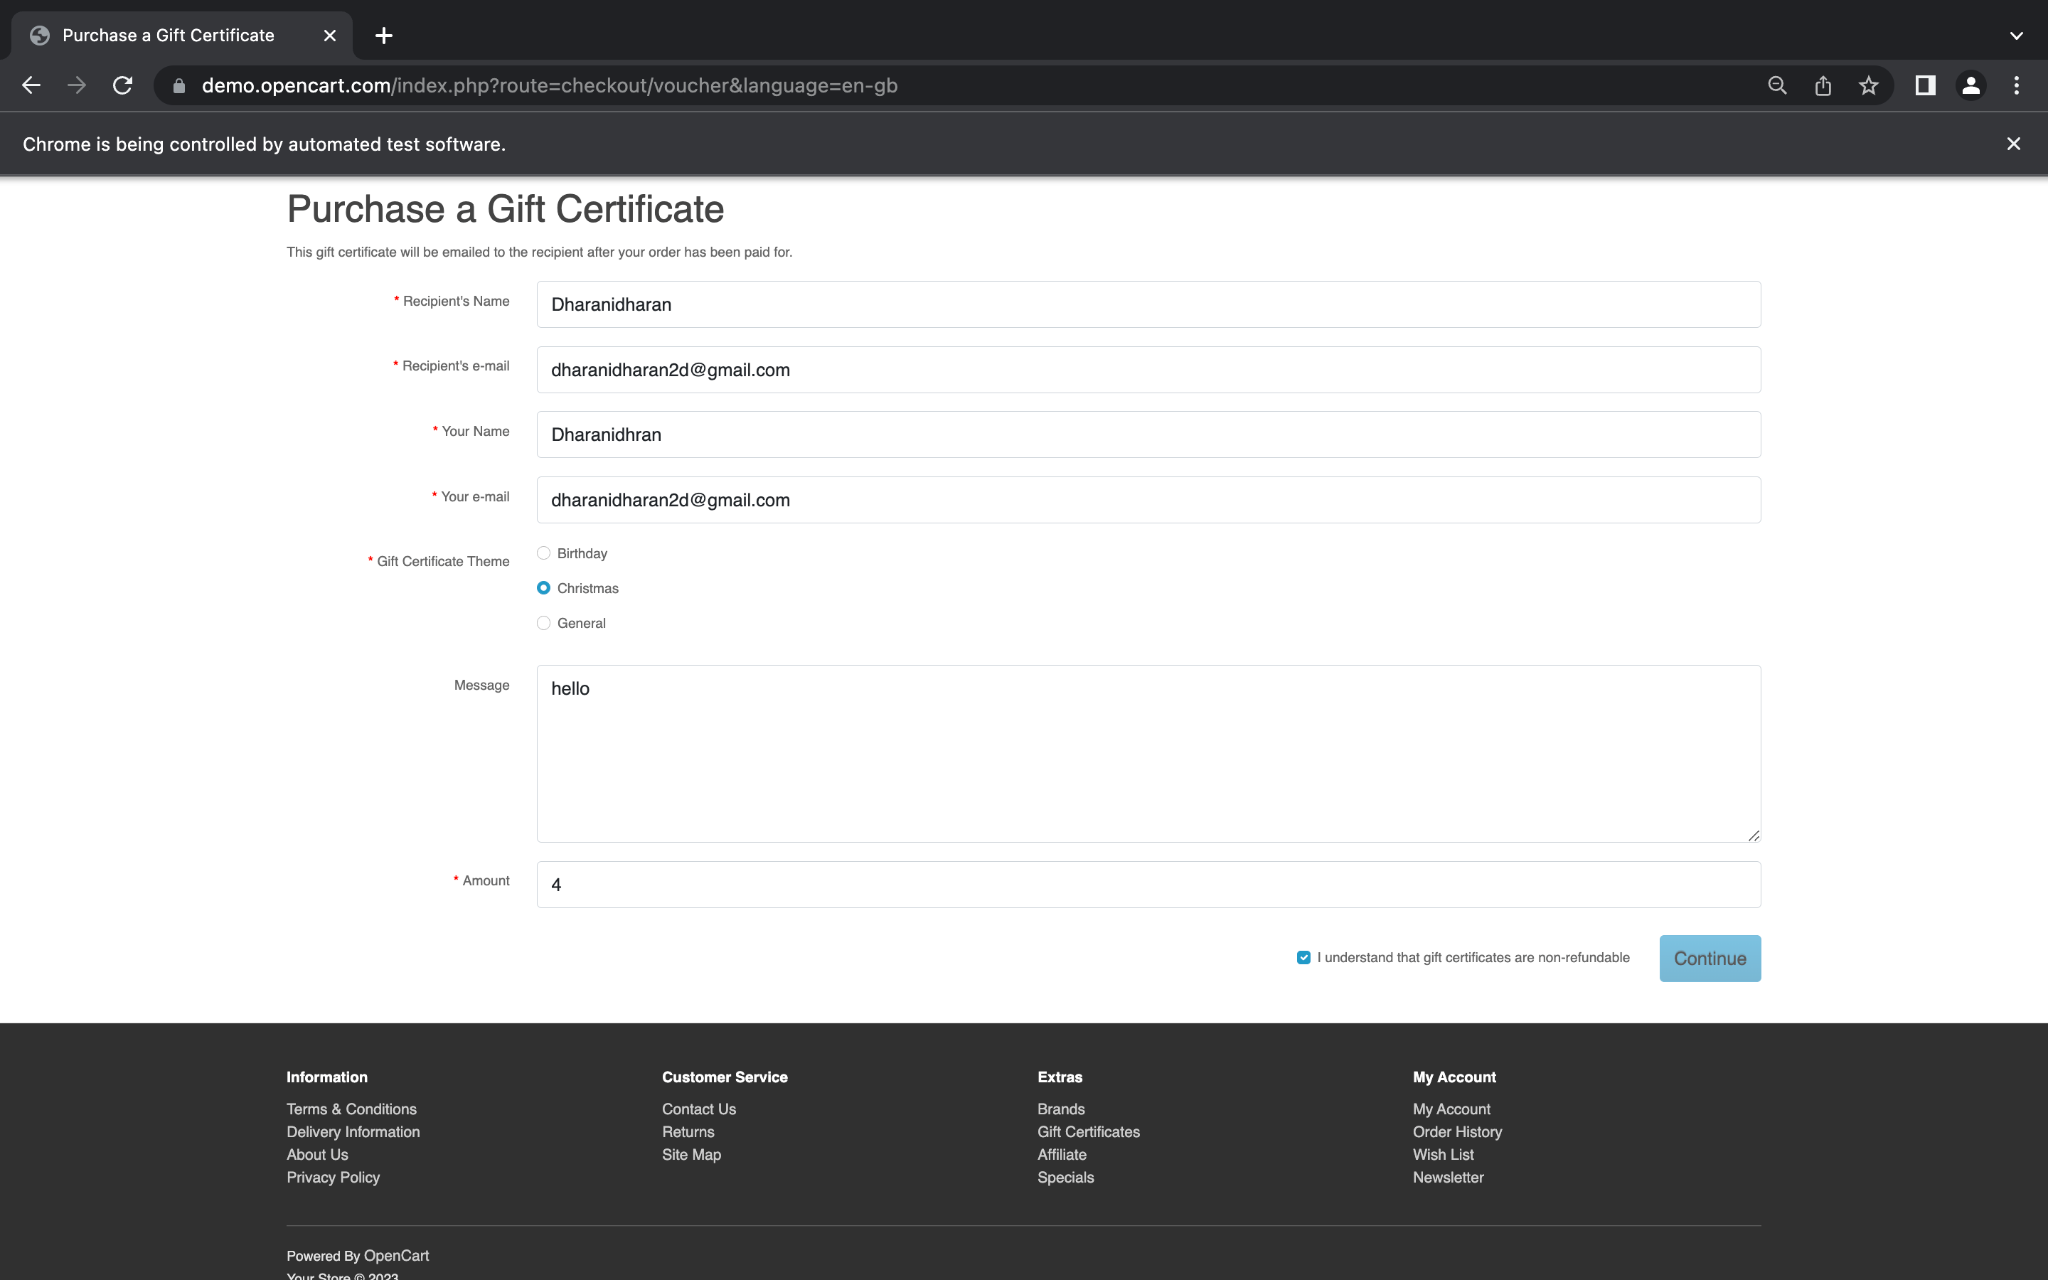 Purchase a Gift Certificate
demo.opencart.com/index.php?route=checkout/voucher&language=en-gb
Chrome is being controlled by automated test software.
Purchase a Gift Certificate
This gift certificate will be emailed to the recipient after your order has been paid for.
* Recipient's Name
Dharanidharan
* Recipient's e-mail
dharanidharan2d@gmail.com
* Your Name
Dharanidhran
* Your e-mail
dharanidharan2d@gmail.com
* Gift Certificate Theme
Birthday
Christmas
General
Message
hello
* Amount
4
I understand that gift certificates are non-refundable
Continue
Information
Terms & Conditions
Delivery Information
About Us
Privacy Policy
Customer Service
Contact Us
Returns
Site Map
Extras
Brands
Gift Certificates
Affiliate
Specials
My Account
My Account
Order History
Wish List
Newsletter
Powered By OpenCart
Your Store © 2023